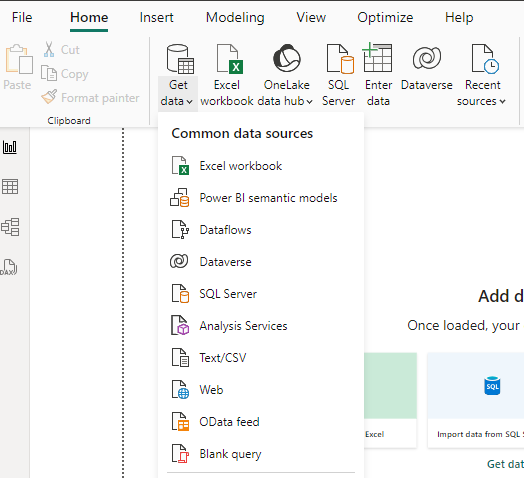 File Home Insert Modeling View Optimize Help
Paste
Cut
Copy
Format painter
Clipboard
Get data
Excel workbook
OneLake data hub
SQL Server
Enter data
Dataverse
Recent sources
Common data sources
Excel workbook
Power BI semantic models
Dataflows
Dataverse
SQL Server
Analysis Services
Text/CSV
Web
OData feed
Blank query
DAX
Add d
Once loaded, your
SQL
Excel
Import data from SQL S
Get dat